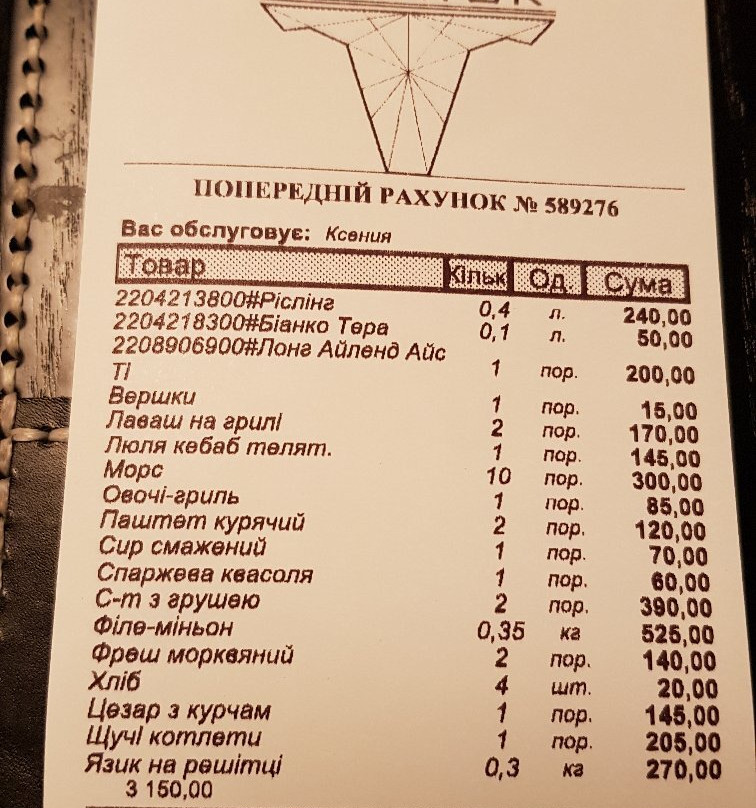 ПОПЕРЕДНІЙ РАХУНОК № 589276
Вас обслуговує: Ксения
Товар Кільк Од. Сума
2204213800#Ріслінг 0,4 л. 240,00
2204218300#Біанко Тера 0,1 л. 50,00
2208906900#Лонг Айленд Айс
Ті 1 пор. 200,00
Вершки 1 пор. 15,00
Лаваш на грилі 2 пор. 170,00
Люля кебаб телят. 1 пор. 145,00
Морс 10 пор. 300,00
Овочі-гриль 1 пор. 85,00
Паштет курячий 2 пор. 120,00
Сир смажений 1 пор. 70,00
Спаржева квасоля 1 пор. 60,00
С-т з грушею 2 пор. 390,00
Філе-міньон 0,35 кг 525,00
Фреш морквяний 2 пор. 140,00
Хліб 4 шт. 20,00
Цезар з курчам 1 пор. 145,00
Щучі котлети 1 пор. 205,00
Язик на решітці 0,3 кг 270,00
3 150,00